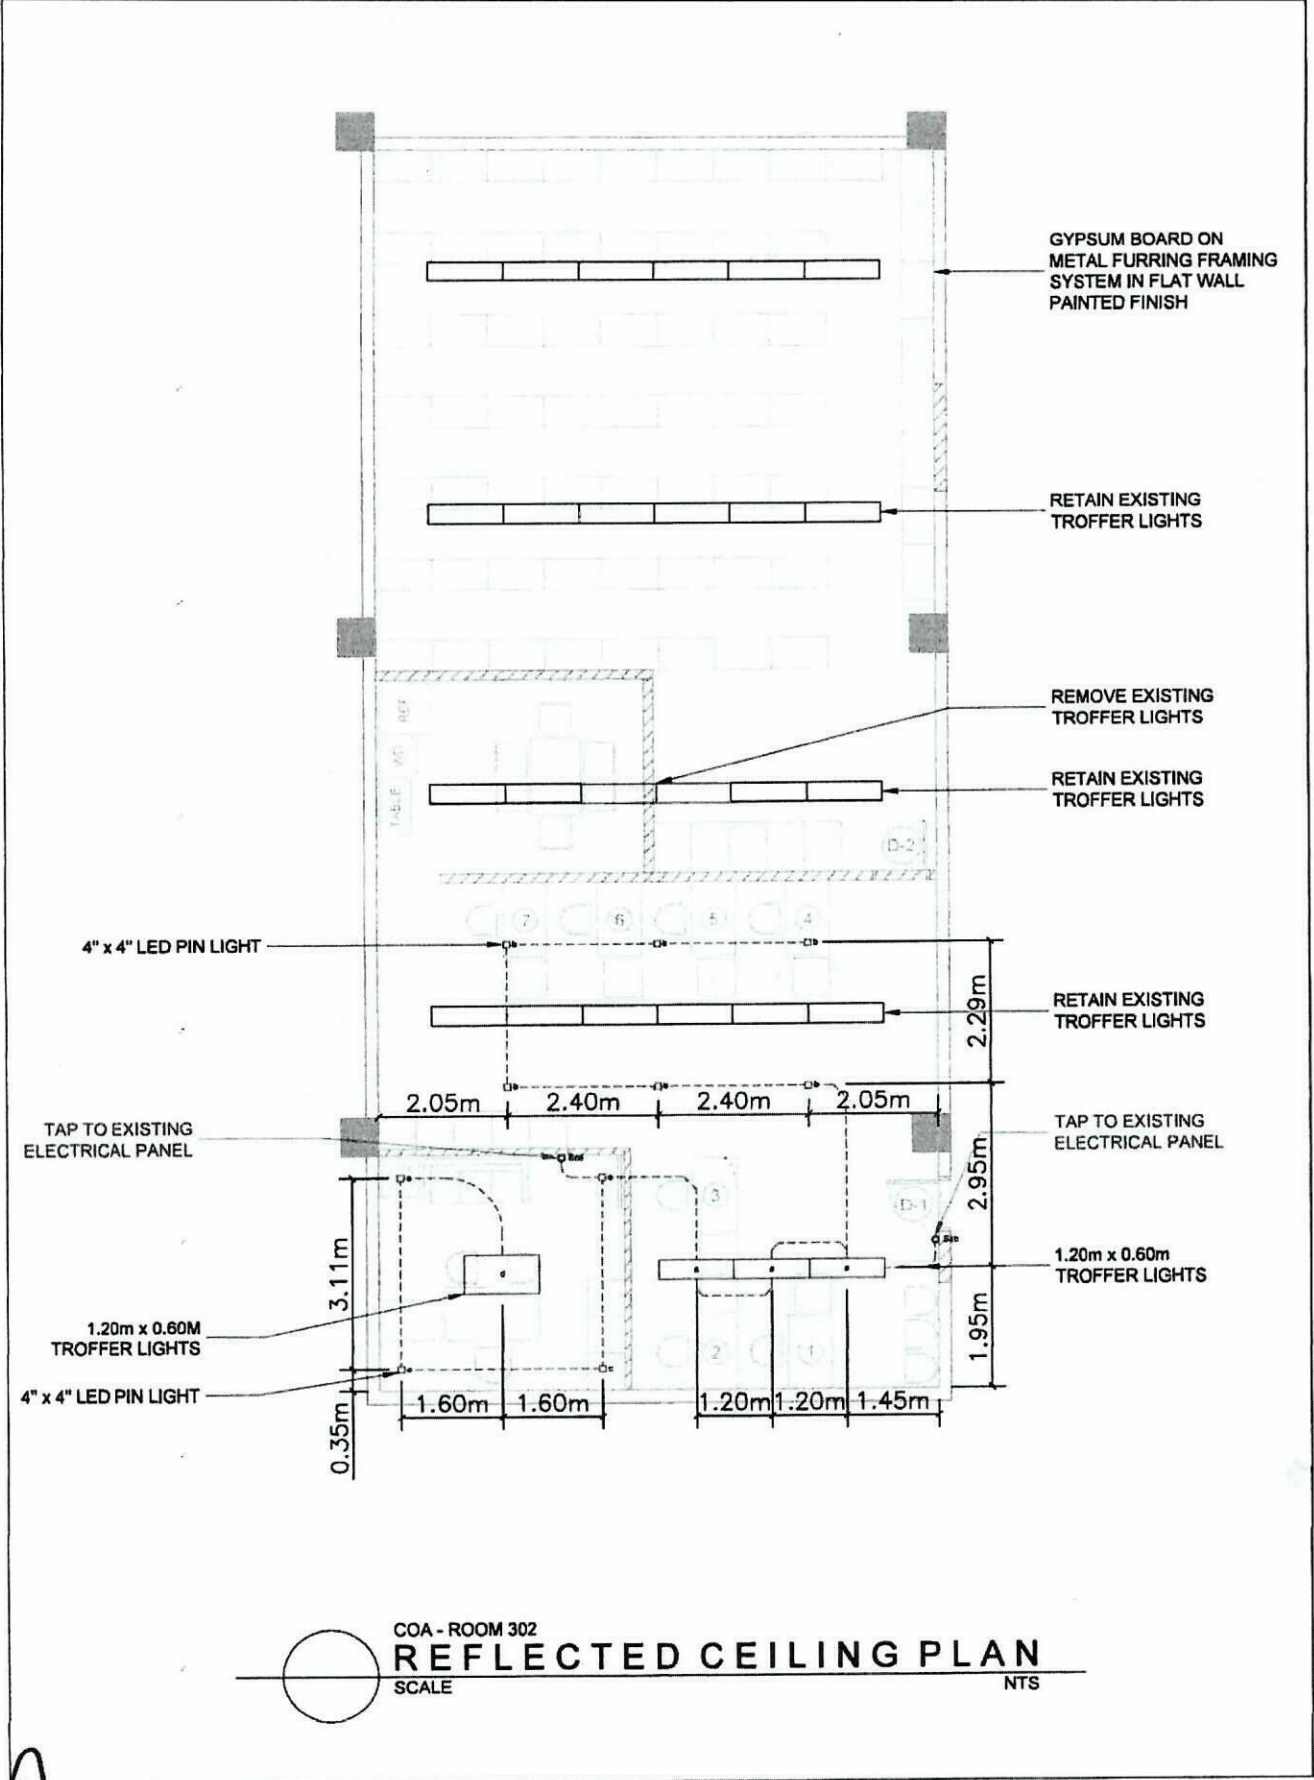 GYPSUM BOARD ON
METAL FURRING FRAMING
SYSTEM IN FLAT WALL
PAINTED FINISH
RETAIN EXISTING
TROFFER LIGHTS
REMOVE EXISTING
TROFFER LIGHTS
RETAIN EXISTING
TROFFER LIGHTS
REF
WD
TABLE
D-2
7
6
5
4
4" x 4" LED PIN LIGHT
2.29m
RETAIN EXISTING
TROFFER LIGHTS
2.05m
2.40m
2.40m
2.05m
TAP TO EXISTING
ELECTRICAL PANEL
TAP TO EXISTING
ELECTRICAL PANEL
2.95m
3
D-1
3.11m
1.20m x 0.60m
TROFFER LIGHTS
1.20m x 0.60M
TROFFER LIGHTS
1.95m
2
1
4" x 4" LED PIN LIGHT
0.35m
1.60m
1.60m
1.20m
1.20m
1.45m
COA - ROOM 302
REFLECTED CEILING PLAN
SCALE
NTS